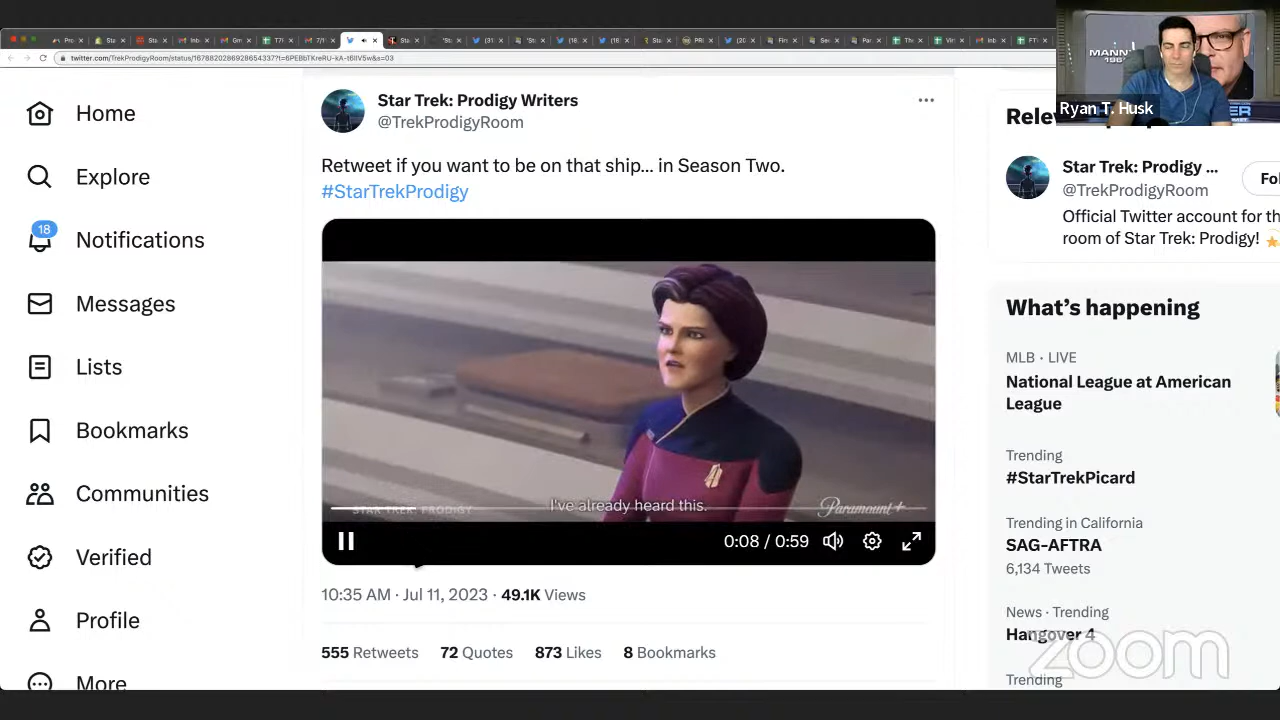 twitter.com/TrekProdigyRoom/status/1678820286928654337?t=6PEBbTKreRU-kA-t6IIV5w&s=03
MANN
196
Ryan T. Husk
Home
Explore
18
Notifications
Messages
Lists
Bookmarks
Communities
Verified
Profile
More
Star Trek: Prodigy Writers
@TrekProdigyRoom
Retweet if you want to be on that ship... in Season Two.
#StarTrekProdigy
I've already heard this.
STAR TREK: PRODIGY
Paramount+
0:08 / 0:59
10:35 AM · Jul 11, 2023 · 49.1K Views
555 Retweets 72 Quotes 873 Likes 8 Bookmarks
Star Trek: Prodigy ...
@TrekProdigyRoom
Fol
Official Twitter account for th
room of Star Trek: Prodigy!
What's happening
MLB · LIVE
National League at American
League
Trending
#StarTrekPicard
Trending in California
SAG-AFTRA
6,134 Tweets
News · Trending
Hangover 4
Trending
zoom